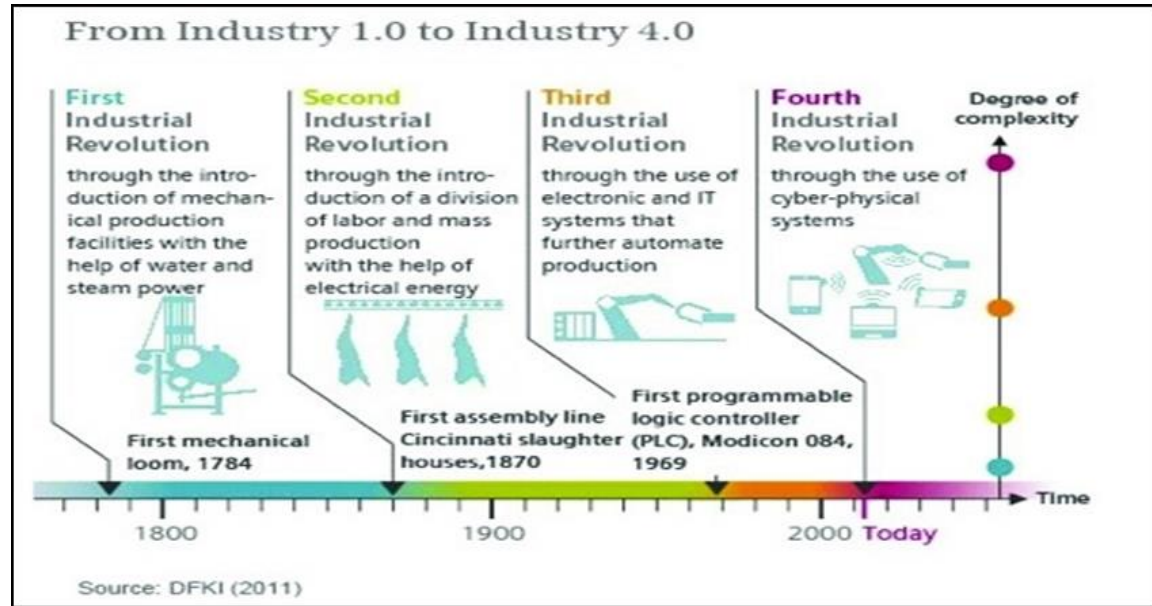 From Industry 1.0 to Industry 4.0
First
Industrial
Revolution
through the intro-
duction of mechan-
ical production
facilities with the
help of water and
steam power
First mechanical
loom, 1784
Second
Industrial
Revolution
through the intro-
duction of a division
of labor and mass
production
with the help of
electrical energy
First assembly line
Cincinnati slaughter
houses,1870
Third
Industrial
Revolution
through the use of
electronic and IT
systems that
further automate
production
First programmable
logic controller
(PLC), Modicon 084,
1969
Fourth
Industrial
Revolution
through the use of
cyber-physical
systems
Degree of
complexity
Time
1800
1900
2000
Today
Source: DFKI (2011)